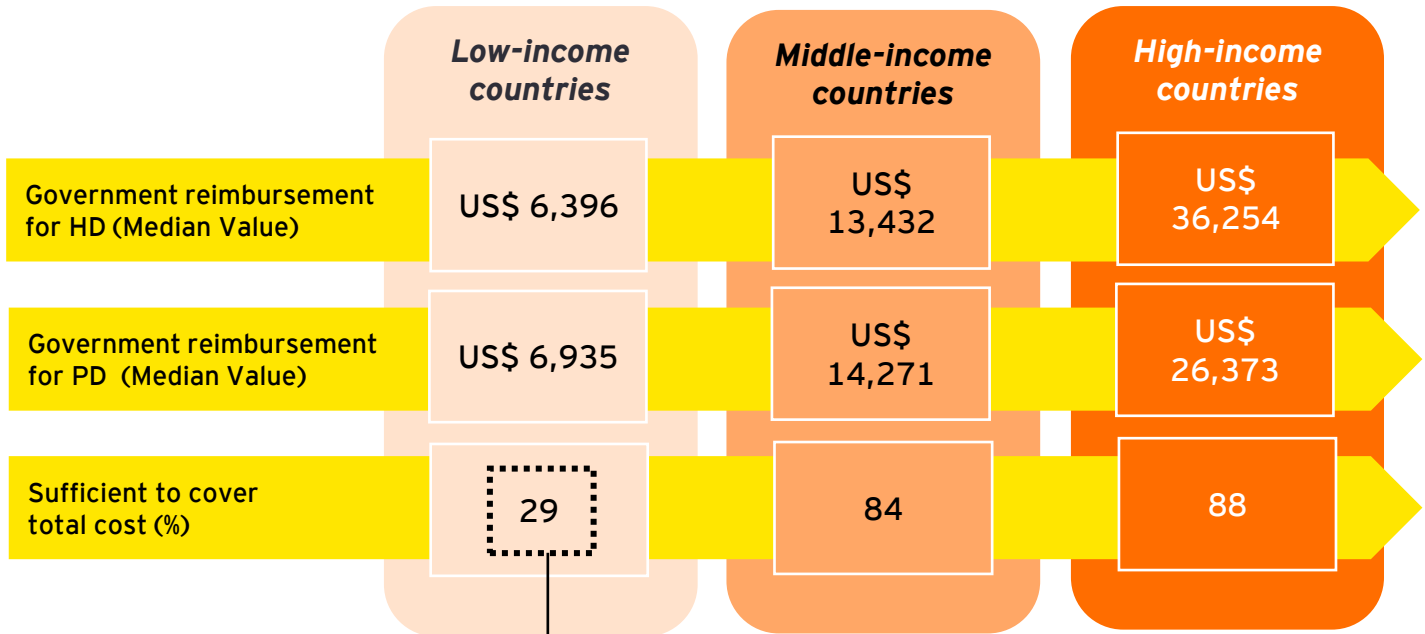 Low-income
countries
Middle-income
countries
High-income
countries
Government reimbursement
for HD (Median Value)
US$ 6,396
US$
13,432
US$
36,254
Government reimbursement
for PD (Median Value)
US$ 6,935
US$
14,271
US$
26,373
Sufficient to cover
total cost (%)
29
84
88